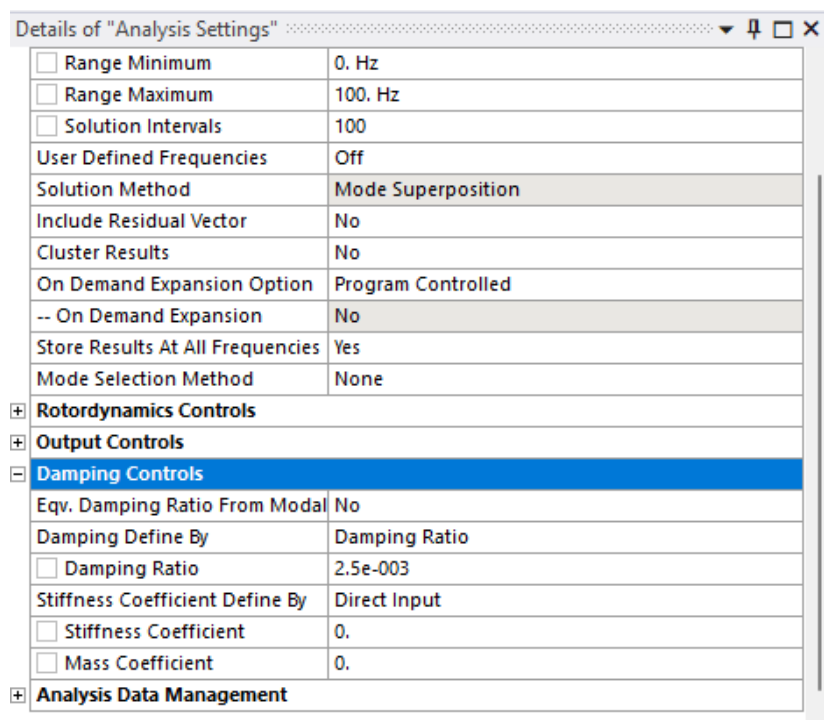 Details of "Analysis Settings"
Range Minimum 0. Hz
Range Maximum 100. Hz
Solution Intervals 100
User Defined Frequencies Off
Solution Method Mode Superposition
Include Residual Vector No
Cluster Results No
On Demand Expansion Option Program Controlled
-- On Demand Expansion No
Store Results At All Frequencies Yes
Mode Selection Method None
Rotordynamics Controls
Output Controls
Damping Controls
Eqv. Damping Ratio From Modal No
Damping Define By Damping Ratio
Damping Ratio 2.5e-003
Stiffness Coefficient Define By Direct Input
Stiffness Coefficient 0.
Mass Coefficient 0.
Analysis Data Management